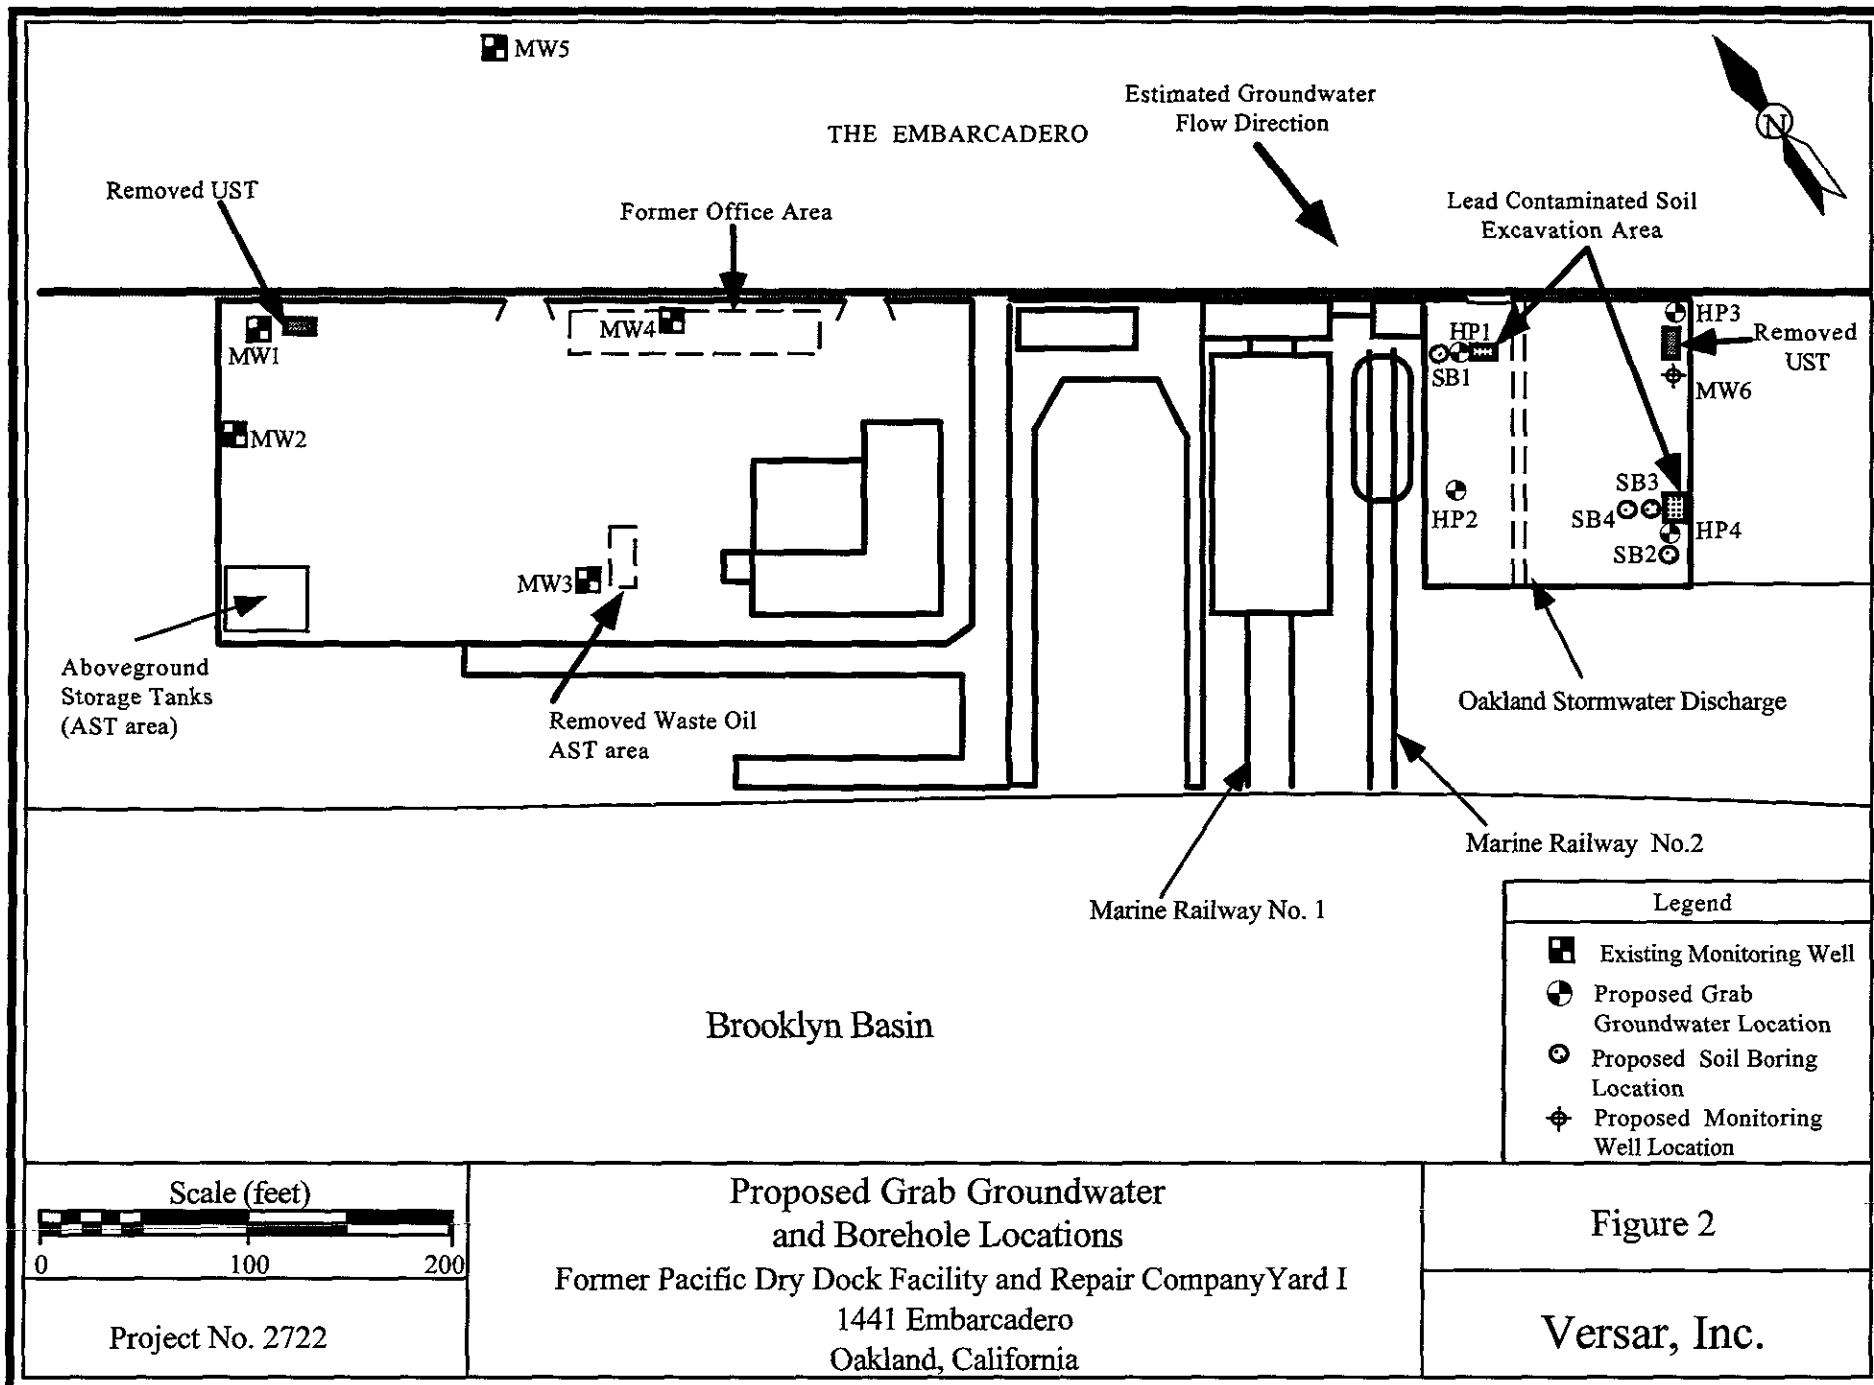 MW5
Estimated Groundwater
Flow Direction
THE EMBARCADERO
N
Removed UST
Former Office Area
Lead Contaminated Soil
Excavation Area
MW1
MW4
HP1
SB1
HP3
Removed
UST
MW6
MW2
HP2
SB3
SB4
HP4
SB2
MW3
Aboveground
Storage Tanks
(AST area)
Removed Waste Oil
AST area
Oakland Stormwater Discharge
Marine Railway No.2
Marine Railway No. 1
Brooklyn Basin
Legend
Existing Monitoring Well
Proposed Grab
Groundwater Location
Proposed Soil Boring
Location
Proposed Monitoring
Well Location
Scale (feet)
0 100 200
Project No. 2722
Proposed Grab Groundwater
and Borehole Locations
Former Pacific Dry Dock Facility and Repair CompanyYard I
1441 Embarcadero
Oakland, California
Figure 2
Versar, Inc.